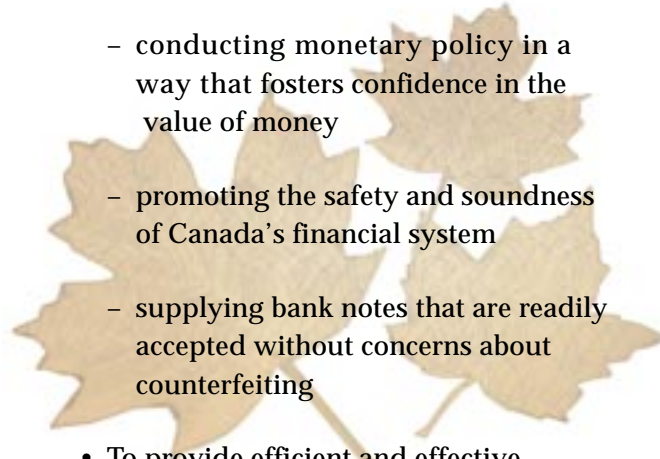 – conducting monetary policy in a
way that fosters confidence in the
value of money
– promoting the safety and soundness
of Canada's financial system
– supplying bank notes that are readily
accepted without concerns about
counterfeiting
• To provide efficient and effective